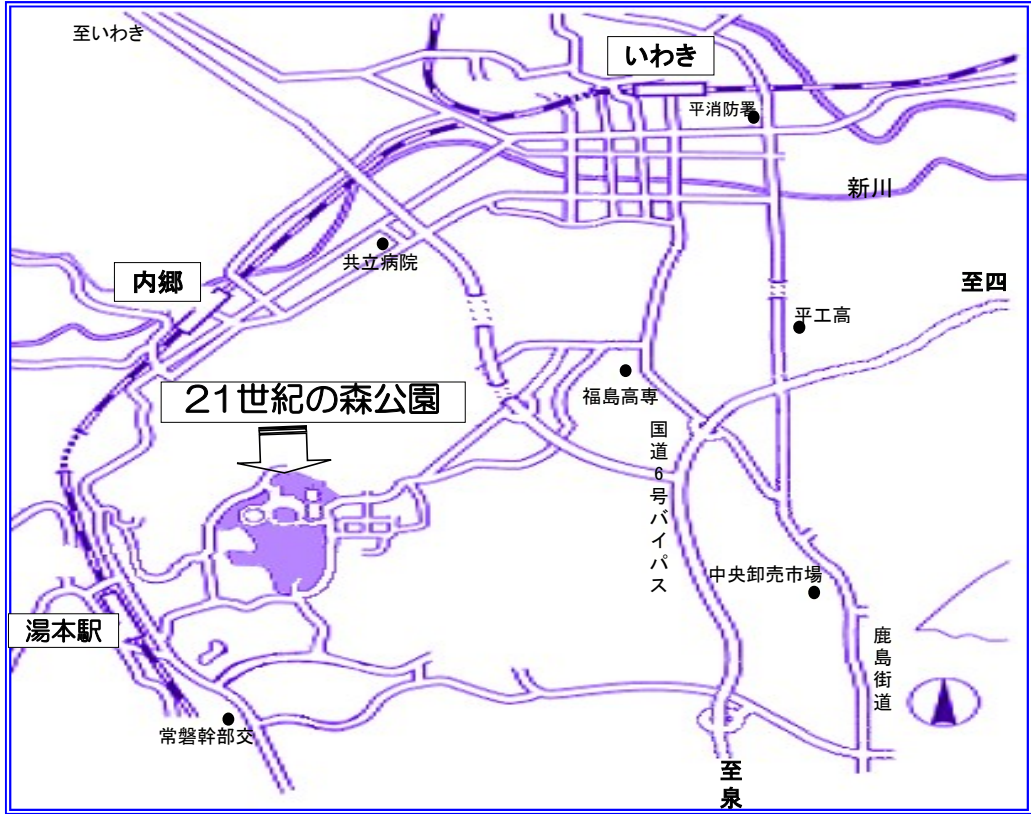 至いわき
いわき
平消防署
新川
共立病院
内郷
至四
平工高
21世紀の森公園
福島高専
国道6号バイパス
中央卸売市場
湯本駅
鹿島街道
常磐幹部交
至泉